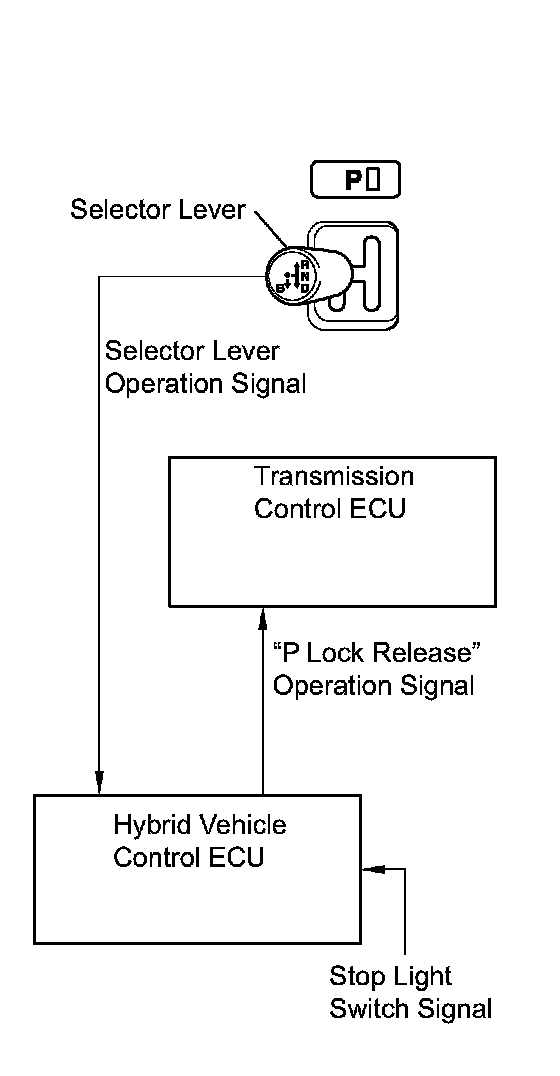 P
Selector Lever
R
N
B D
Selector Lever
Operation Signal
Transmission
Control ECU
“P Lock Release”
Operation Signal
Hybrid Vehicle
Control ECU
Stop Light
Switch Signal